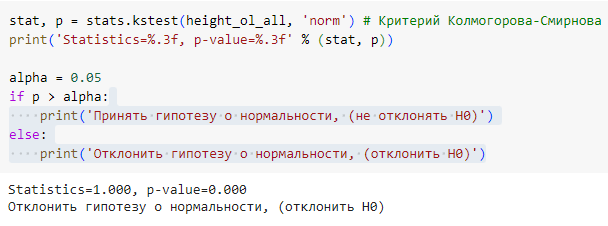 stat, p = stats.kstest(height_ol_all, 'norm') # Критерий Колмогорова-Смирнова
print('Statistics=%.3f, p-value=%.3f' % (stat, p))

alpha = 0.05
if p > alpha:
····print('Принять·гипотезу·о·нормальности,·(не·отклонять·H0)')
else:
····print('Отклонить·гипотезу·о·нормальности,·(отклонить·H0)')
Statistics=1.000, p-value=0.000
Отклонить гипотезу о нормальности, (отклонить H0)